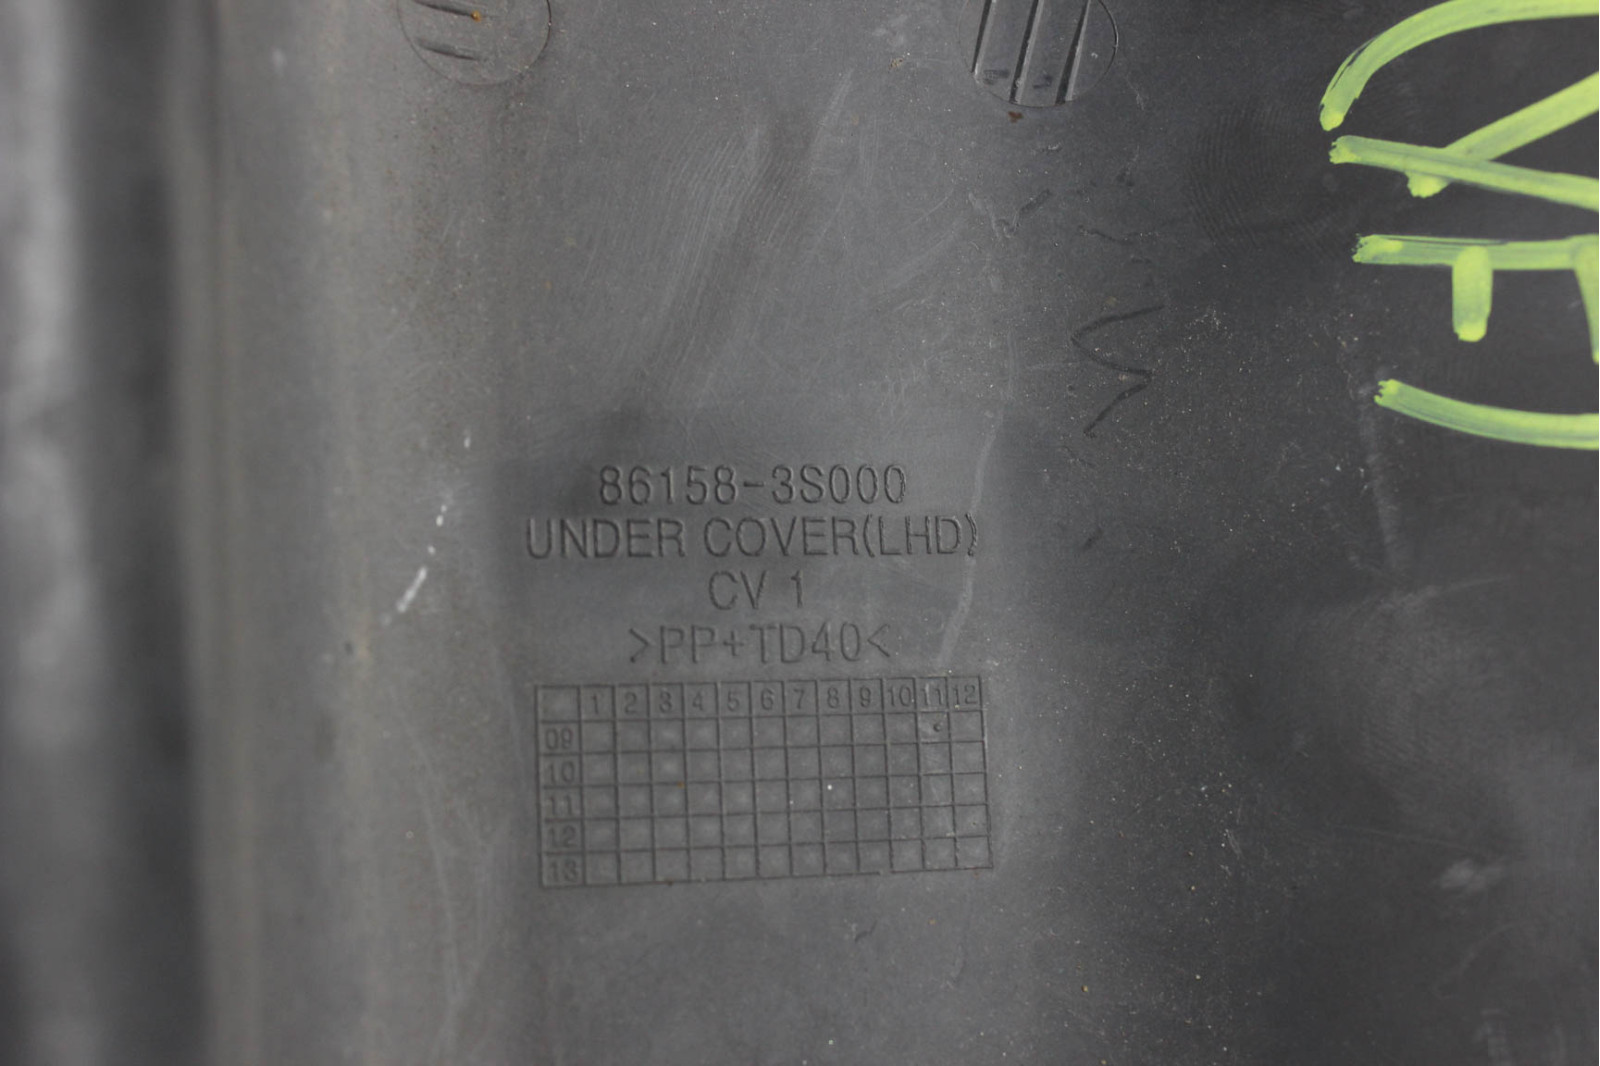 86158-3S000
UNDER COVER(LHD)
CV 1
>PP+TD40<
1 2 3 4 5 6 7 8 9 10 11 12
09
10
11
12
13